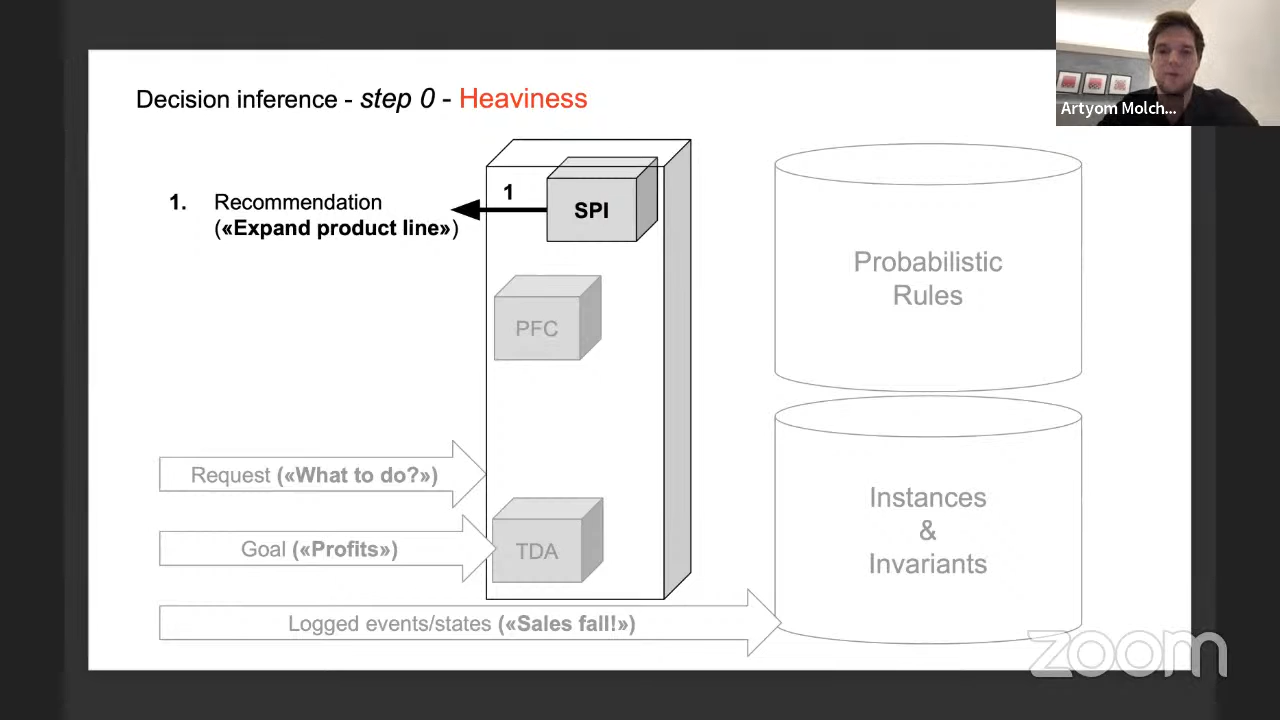 Decision inference - step 0 - Heaviness
Artyom Molch...
1. Recommendation
(«Expand product line»)
1
SPI
PFC
Probabilistic
Rules
Request («What to do?»)
Goal («Profits»)
TDA
Instances
&
Invariants
Logged events/states («Sales fall!»)
zoom